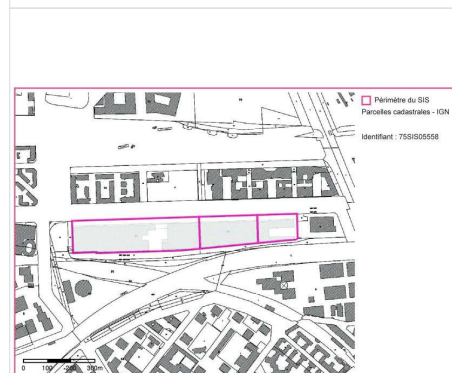 Périmètre du SIS
Parcelles cadastrales - IGN
Identifiant : 75SIS05558
0 100 200 300m